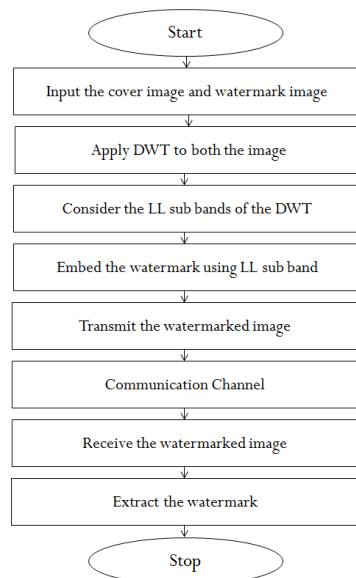 Start
Input the cover image and watermark image
Apply DWT to both the image
Consider the LL sub bands of the DWT
Embed the watermark using LL sub band
Transmit the watermarked image
Communication Channel
Receive the watermarked image
Extract the watermark
Stop